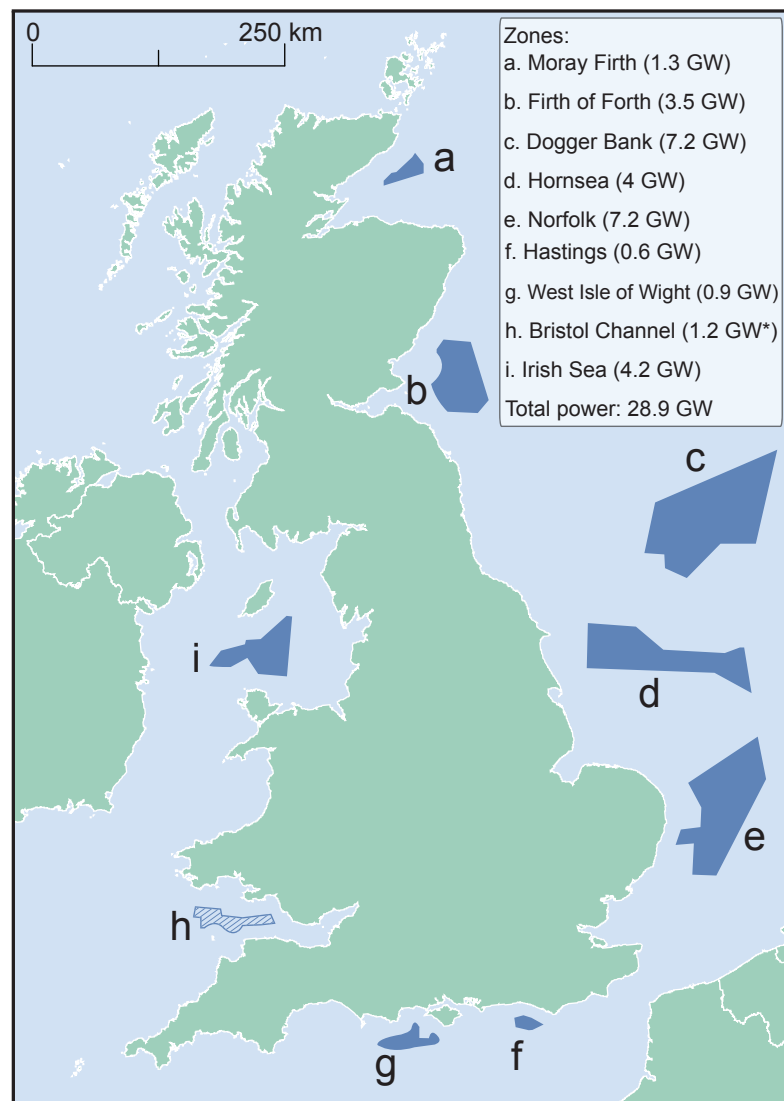 0 250 km
Zones:
a. Moray Firth (1.3 GW)
b. Firth of Forth (3.5 GW)
c. Dogger Bank (7.2 GW)
d. Hornsea (4 GW)
e. Norfolk (7.2 GW)
f. Hastings (0.6 GW)
g. West Isle of Wight (0.9 GW)
h. Bristol Channel (1.2 GW*)
i. Irish Sea (4.2 GW)
Total power: 28.9 GW
a
b
c
i
d
e
h
g
f